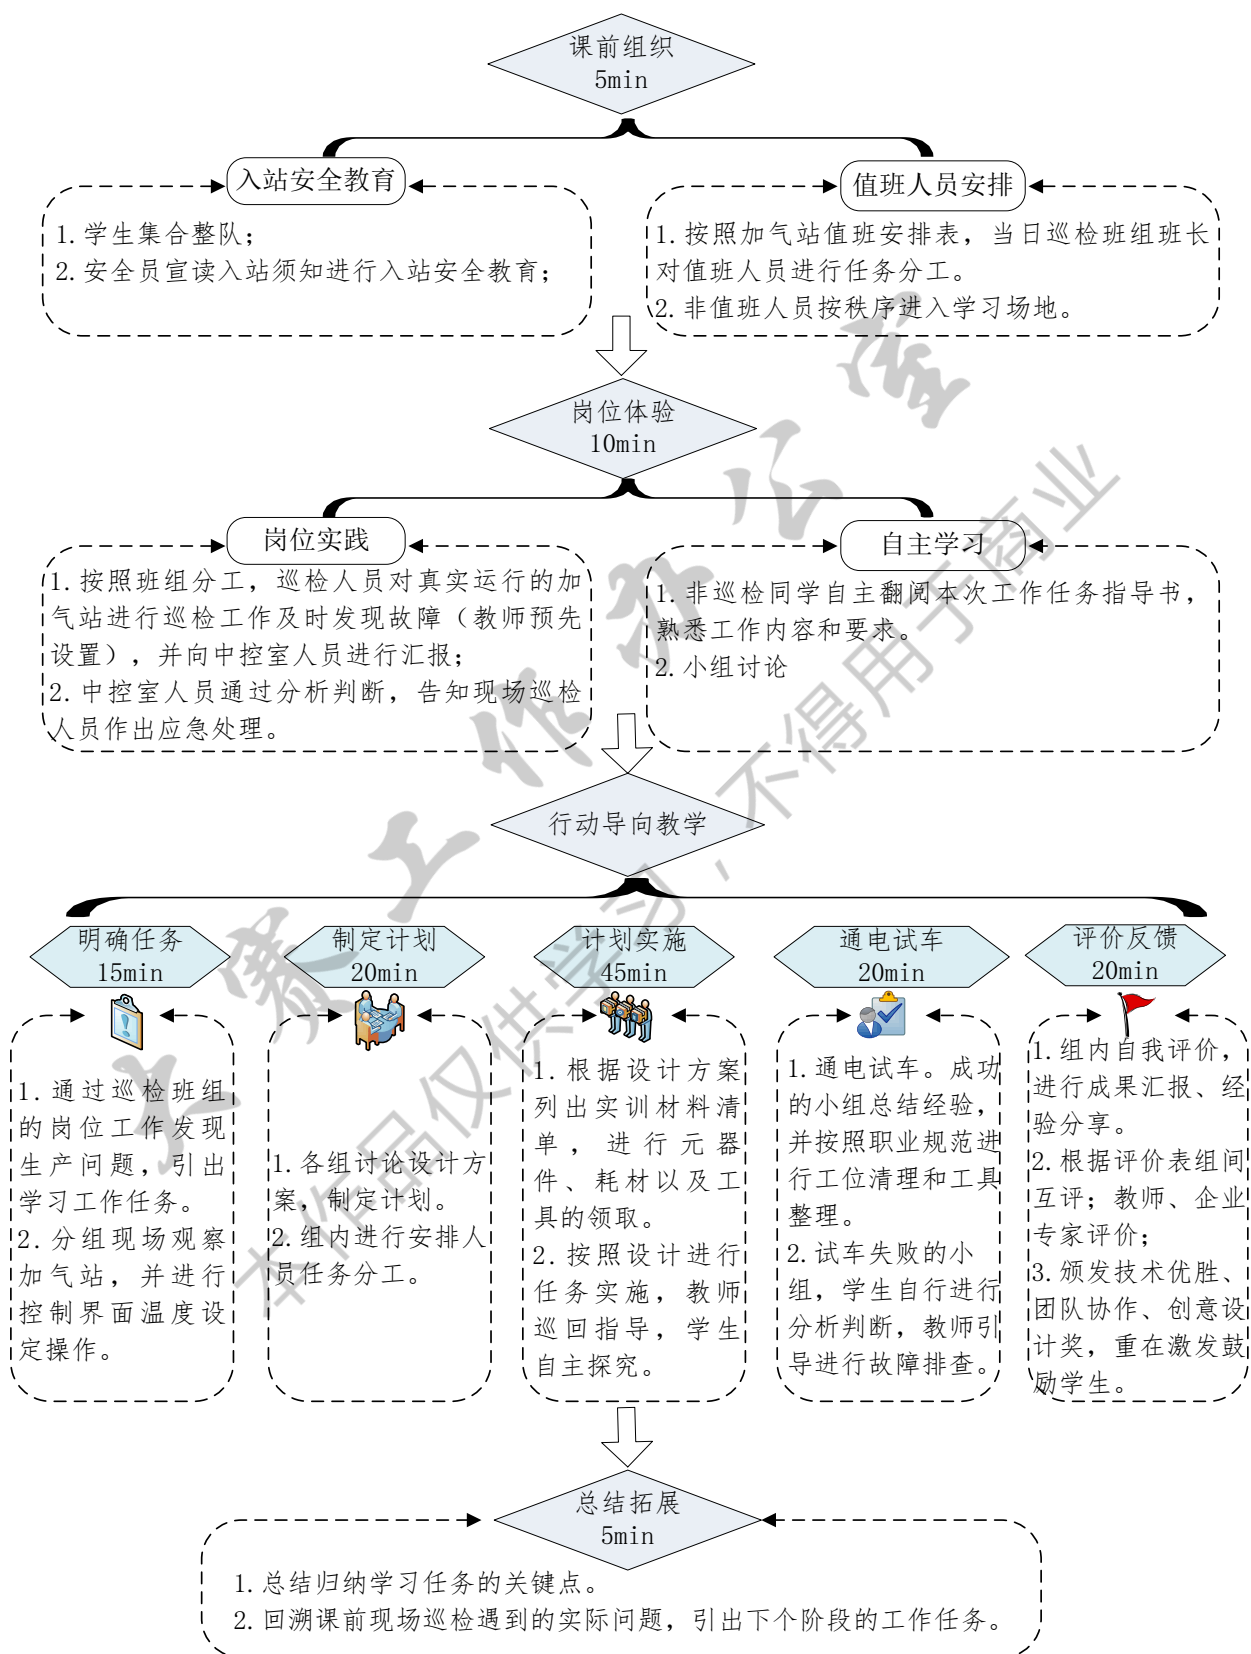 课前组织
5min
入站安全教育
值班人员安排
1.学生集合整队；
2.安全员宣读入站须知进行入站安全教育；
1.按照加气站值班安排表，当日巡检班组班长
对值班人员进行任务分工。
2.非值班人员按秩序进入学习场地。
岗位体验
10min
岗位实践
自主学习
1.按照班组分工，巡检人员对真实运行的加
气站进行巡检工作及时发现故障（教师预先
设置），并向中控室人员进行汇报；
2.中控室人员通过分析判断，告知现场巡检
人员作出应急处理。
1.非巡检同学自主翻阅本次工作任务指导书，
熟悉工作内容和要求。
2.小组讨论
行动导向教学
明确任务
15min
制定计划
20min
计划实施
45min
通电试车
20min
评价反馈
20min
1.通过巡检班组
的岗位工作发现
生产问题，引出
学习工作任务。
2.分组现场观察
加气站，并进行
控制界面温度设
定操作。
1.各组讨论设计方
案，制定计划。
2.组内进行安排人
员任务分工。
1.根据设计方案
列出实训材料清
单，进行元器
件、耗材以及工
具的领取。
2.按照设计进行
任务实施，教师
巡回指导，学生
自主探究。
1.通电试车。成功
的小组总结经验，
并按照职业规范进
行工位清理和工具
整理。
2.试车失败的小
组，学生自行进行
分析判断，教师引
导进行故障排查。
1.组内自我评价，
进行成果汇报、经
验分享。
2.根据评价表组间
互评；教师、企业
专家评价；
3.颁发技术优胜、
团队协作、创意设
计奖，重在激发鼓
励学生。
总结拓展
5min
1.总结归纳学习任务的关键点。
2.回溯课前现场巡检遇到的实际问题，引出下个阶段的工作任务。
大赛工作办公室
本作品仅供学习，不得用于商业